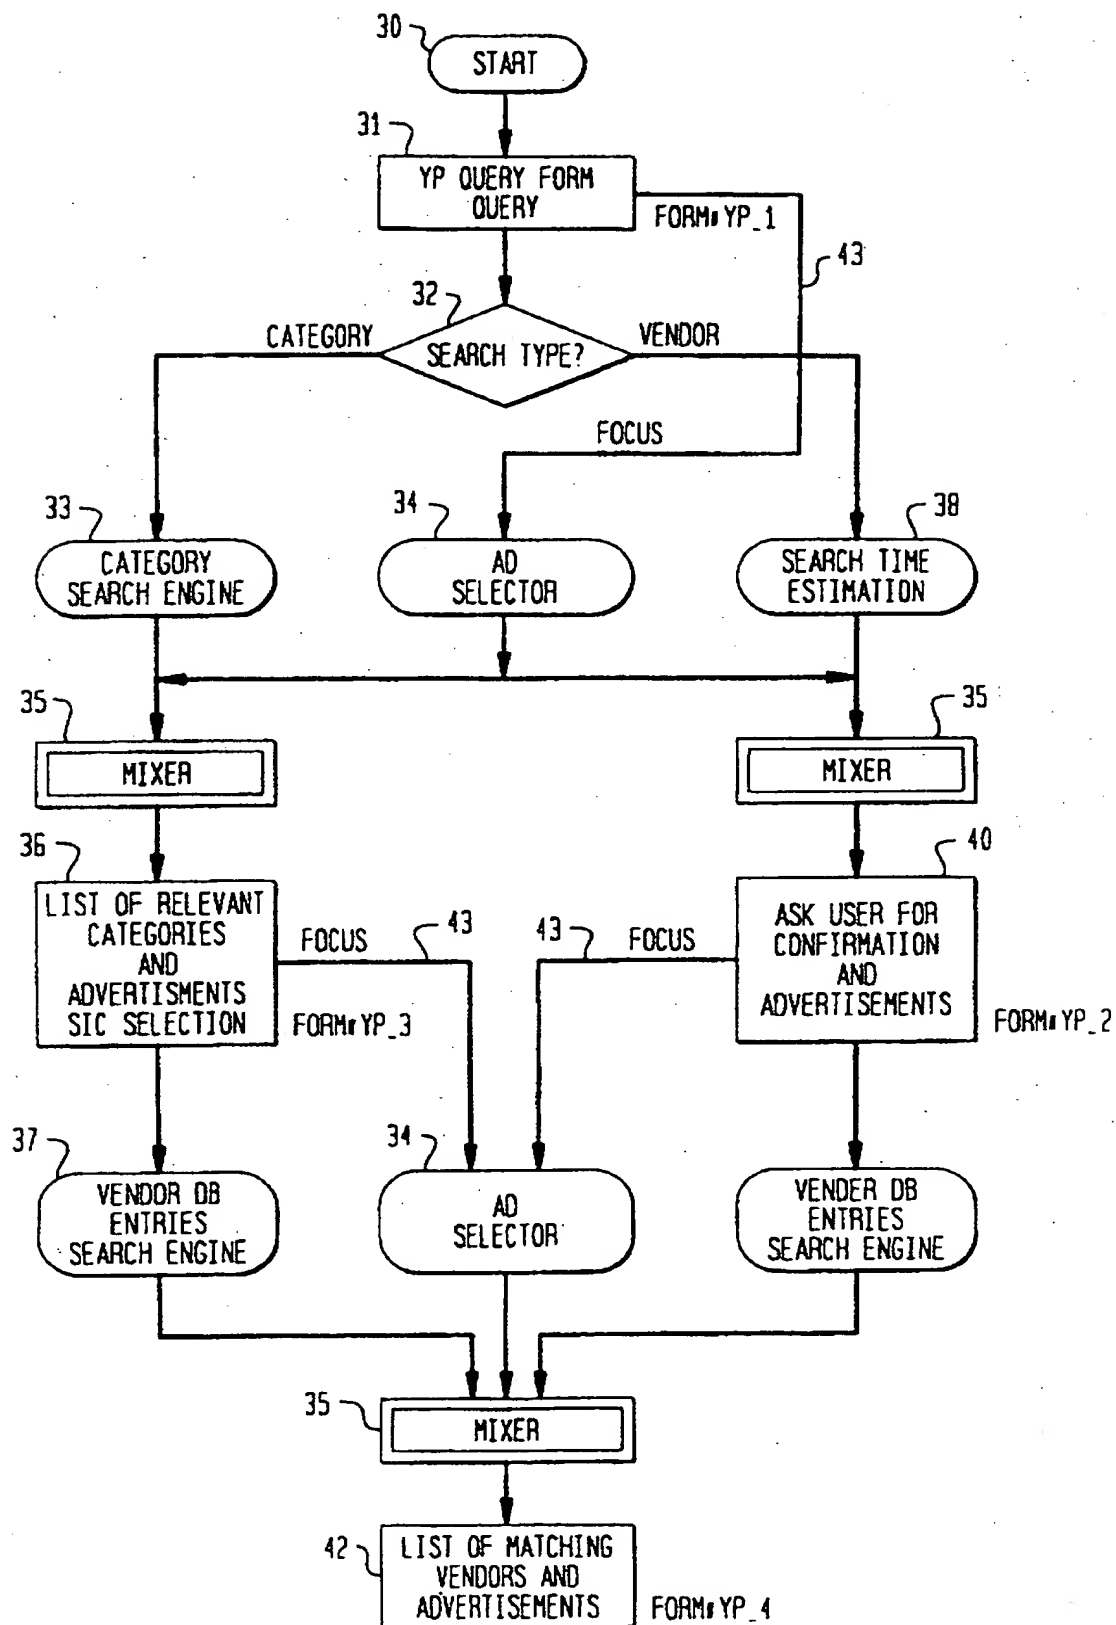 30
START
31
YP QUERY FORM
QUERY
FORM#YP_1
43
32
CATEGORY
SEARCH TYPE?
VENDOR
FOCUS
33
CATEGORY
SEARCH ENGINE
34
AD
SELECTOR
38
SEARCH TIME
ESTIMATION
35
MIXER
35
MIXER
36
LIST OF RELEVANT
CATEGORIES
AND
ADVERTISMENTS
SIC SELECTION
FOCUS
43
FORM#YP_3
43
FOCUS
40
ASK USER FOR
CONFIRMATION
AND
ADVERTISEMENTS
FORM#YP_2
37
VENDOR DB
ENTRIES
SEARCH ENGINE
34
AD
SELECTOR
VENDER DB
ENTRIES
SEARCH ENGINE
35
MIXER
42
LIST OF MATCHING
VENDORS AND
ADVERTISEMENTS
FORM#YP_4